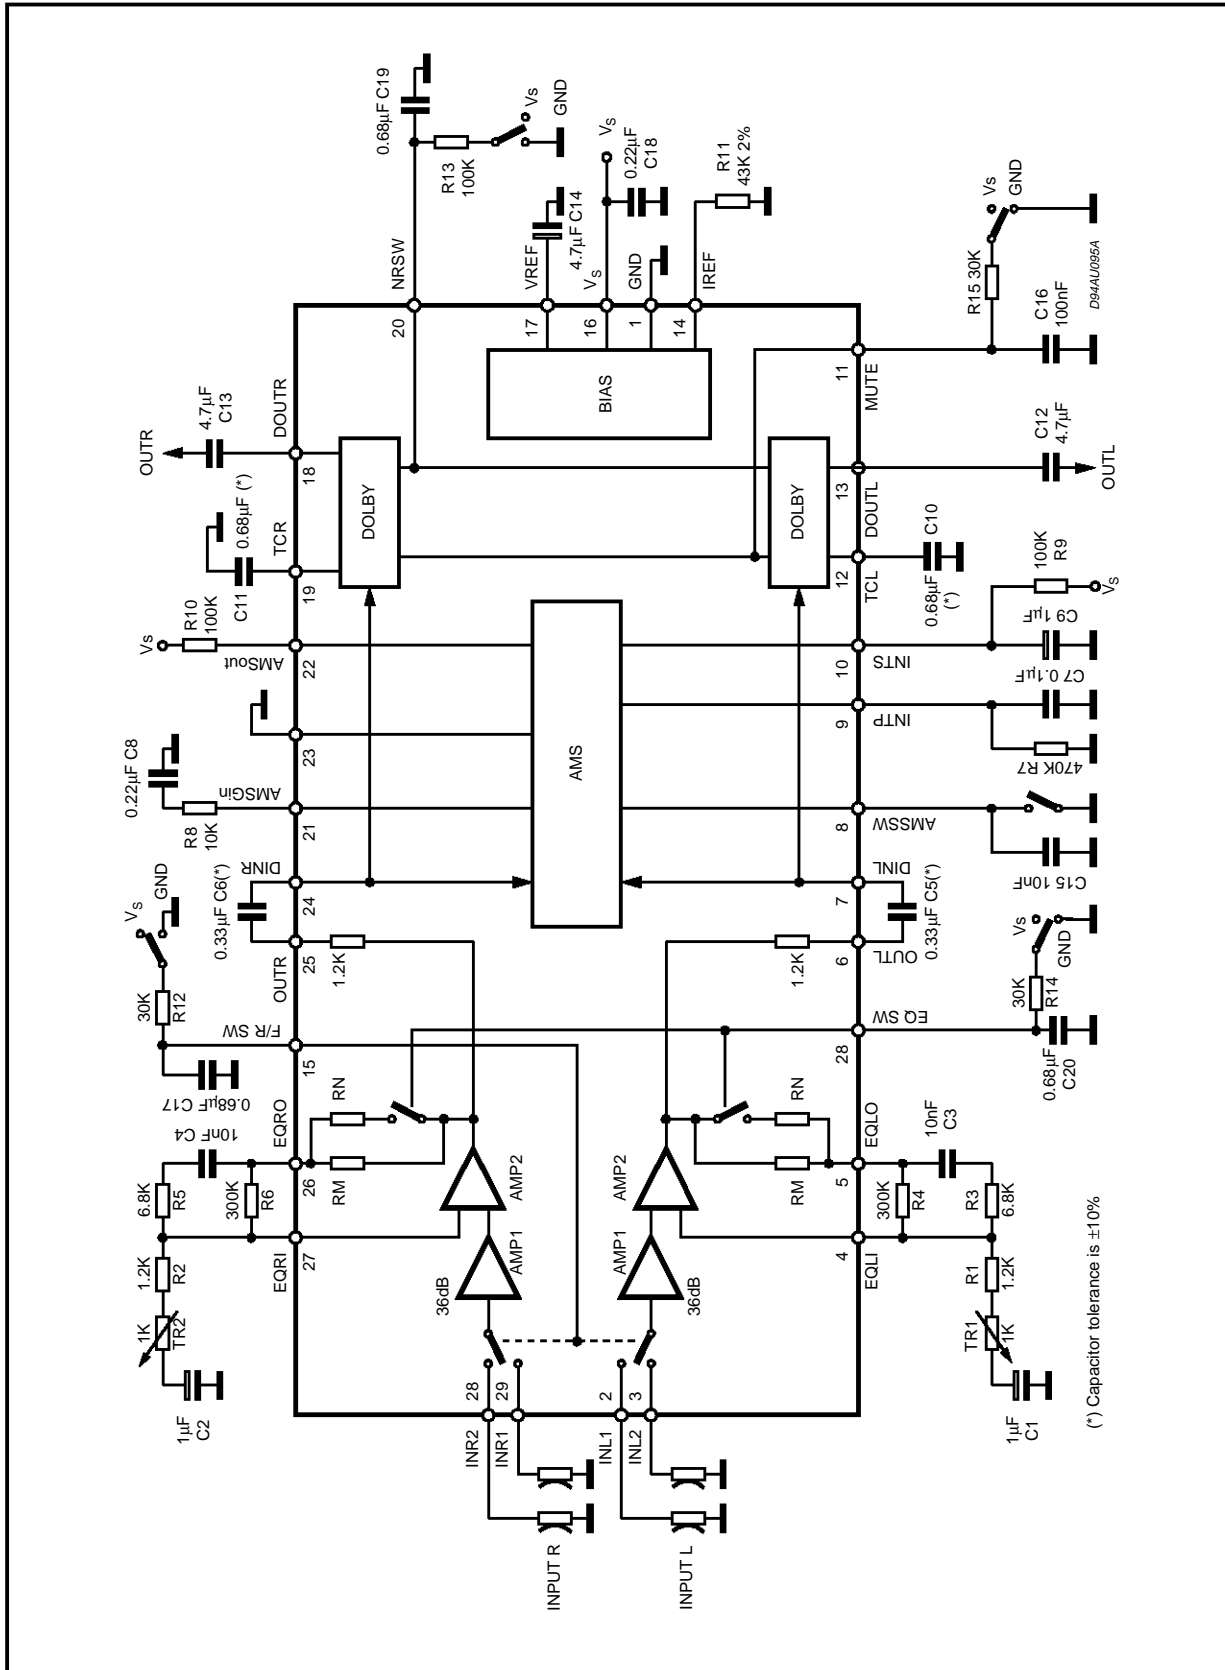 0.68µF C19
Vs
GND
R13
100K
NRSW
20
VREF
17
4.7µF C14
Vs
0.22µF
C18
Vs
16
GND
1
R11
43K 2%
IREF
14
Vs
GND
R15 30K
C16
100nF
D94AU095A
BIAS
11
MUTE
OUTR
4.7µF
C13
DOUTR
18
DOLBY
DOLBY
13
DOUTL
C12
4.7µF
OUTL
0.68µF (*)
TCR
C11
19
12
TCL
C10
0.68µF
(*)
Vs
R10
100K
AMSout
22
10
INTS
100K
R9
Vs
C9 1µF
23
9
INTP
C7 0.1µF
470K R7
AMS
0.22µF C8
AMSGin
R8
10K
21
8
AMSSW
C15 10nF
DINR
24
0.33µF C6(*)
7
DINL
0.33µF C5(*)
Vs
GND
OUTR
25
1.2K
1.2K
6
OUTL
Vs
GND
30K
R12
F/R SW
15
28
EQ SW
30K
R14
0.68µF
C20
0.68µF C17
10nF C4
EQRO
26
RN
RM
RN
RM
5
EQLO
10nF
C3
6.8K
R5
300K
R6
AMP2
AMP2
300K
R4
R3
6.8K
EQRI
27
AMP1
36dB
AMP1
36dB
4
EQLI
1.2K
R2
R1
1.2K
1K
TR2
TR1
1K
1µF
C2
1µF
C1
28
29
2
3
INR2
INR1
INL1
INL2
INPUT R
INPUT L
(*) Capacitor tolerance is ±10%